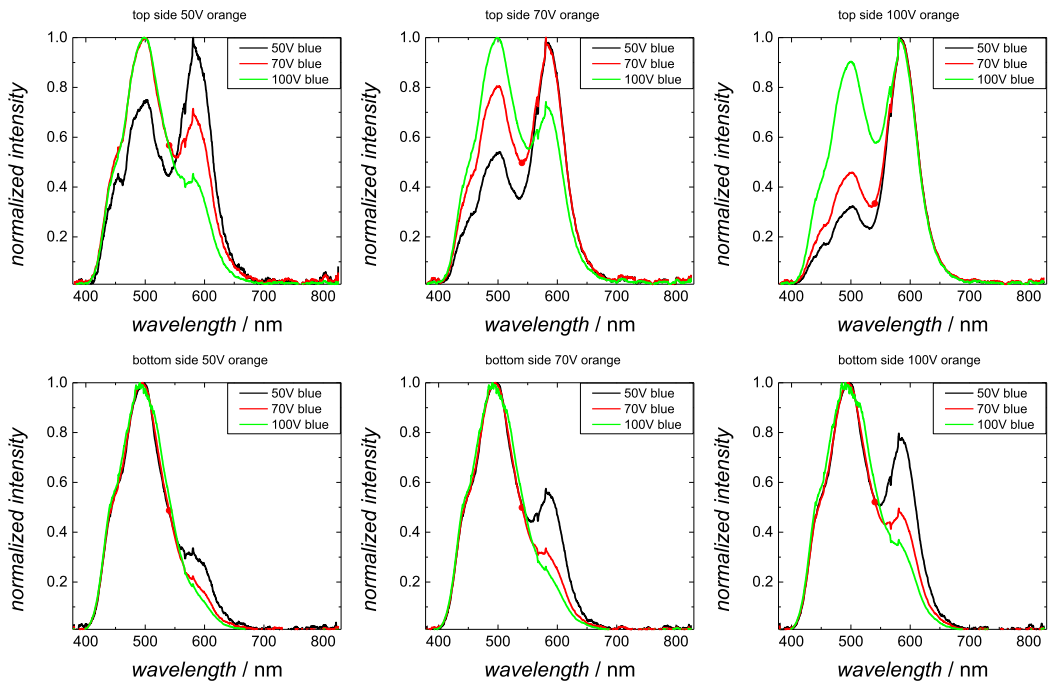 top side 50V orange
normalized intensity
1.0
0.8
0.6
0.4
0.2
50V blue
70V blue
100V blue
400 500 600 700 800
wavelength / nm
top side 70V orange
normalized intensity
1.0
0.8
0.6
0.4
0.2
50V blue
70V blue
100V blue
400 500 600 700 800
wavelength / nm
top side 100V orange
normalized intensity
1.0
0.8
0.6
0.4
0.2
50V blue
70V blue
100V blue
400 500 600 700 800
wavelength / nm
bottom side 50V orange
normalized intensity
1.0
0.8
0.6
0.4
0.2
50V blue
70V blue
100V blue
400 500 600 700 800
wavelength / nm
bottom side 70V orange
normalized intensity
1.0
0.8
0.6
0.4
0.2
50V blue
70V blue
100V blue
400 500 600 700 800
wavelength / nm
bottom side 100V orange
normalized intensity
1.0
0.8
0.6
0.4
0.2
50V blue
70V blue
100V blue
400 500 600 700 800
wavelength / nm